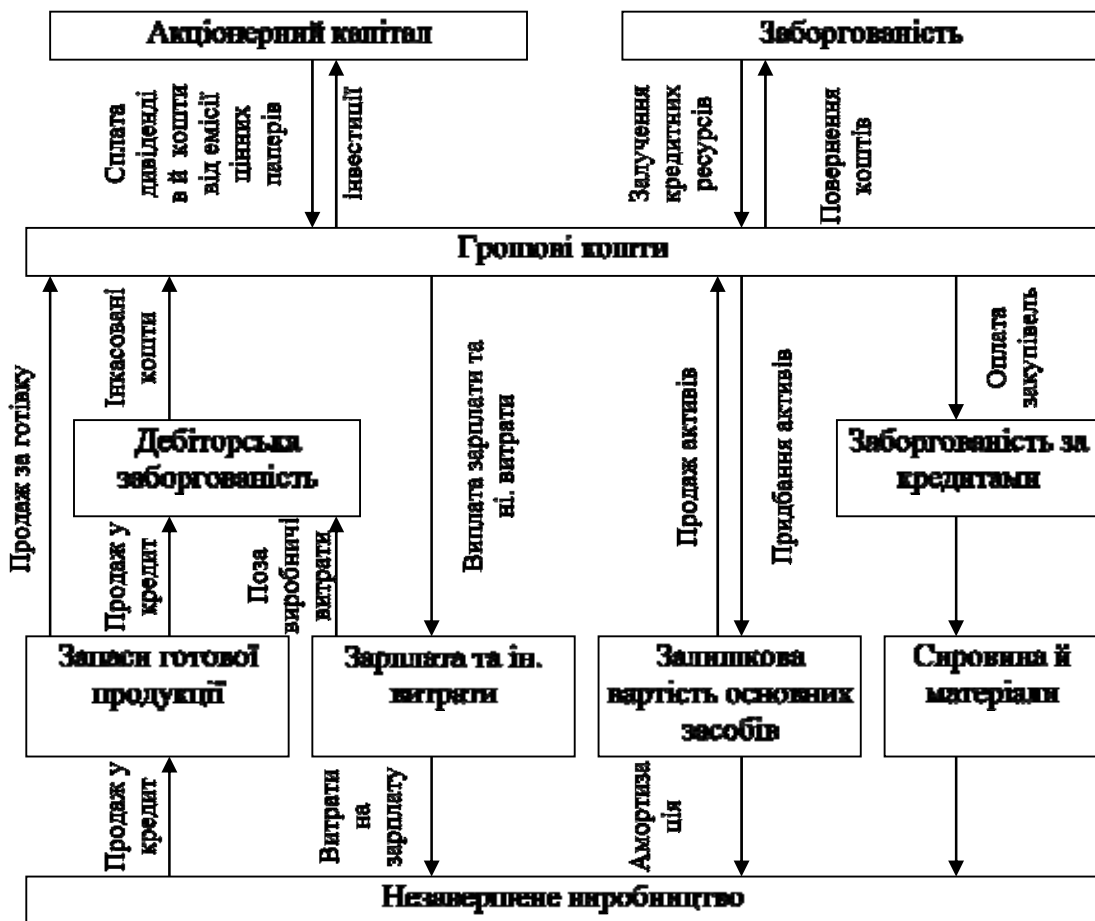 Акціонерний капітал
Заборгованість
Сплата
дивіденді
в й кошти
від емісії
цінних
паперів
інвестиції
Залучення
кредитних
ресурсів
Повернення
коштів
Грошові кошти
Продаж за готівку
Інкасовані
кошти
Виплата зарплати та
ні. витрати
Продаж активів
Придбання активів
Оплата
закупівель
Дебіторська
заборгованість
Заборгованість за
кредитами
Продаж у
кредит
Поза
виробничі
витрати
Запаси готової
продукції
Зарплата та ін.
витрати
Залишкова
вартість основних
засобів
Сировина й
матеріали
Продаж у
кредит
Витрати
на
зарплату
Амортиза
ція
Незавершене виробництво